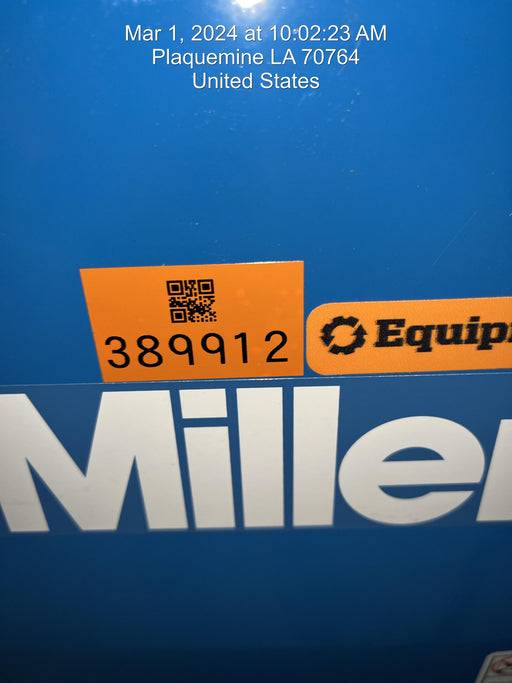 Mar 1, 2024 at 10:02:23 AM
Plaquemine LA 70764
United States
389912
Equip
Mille